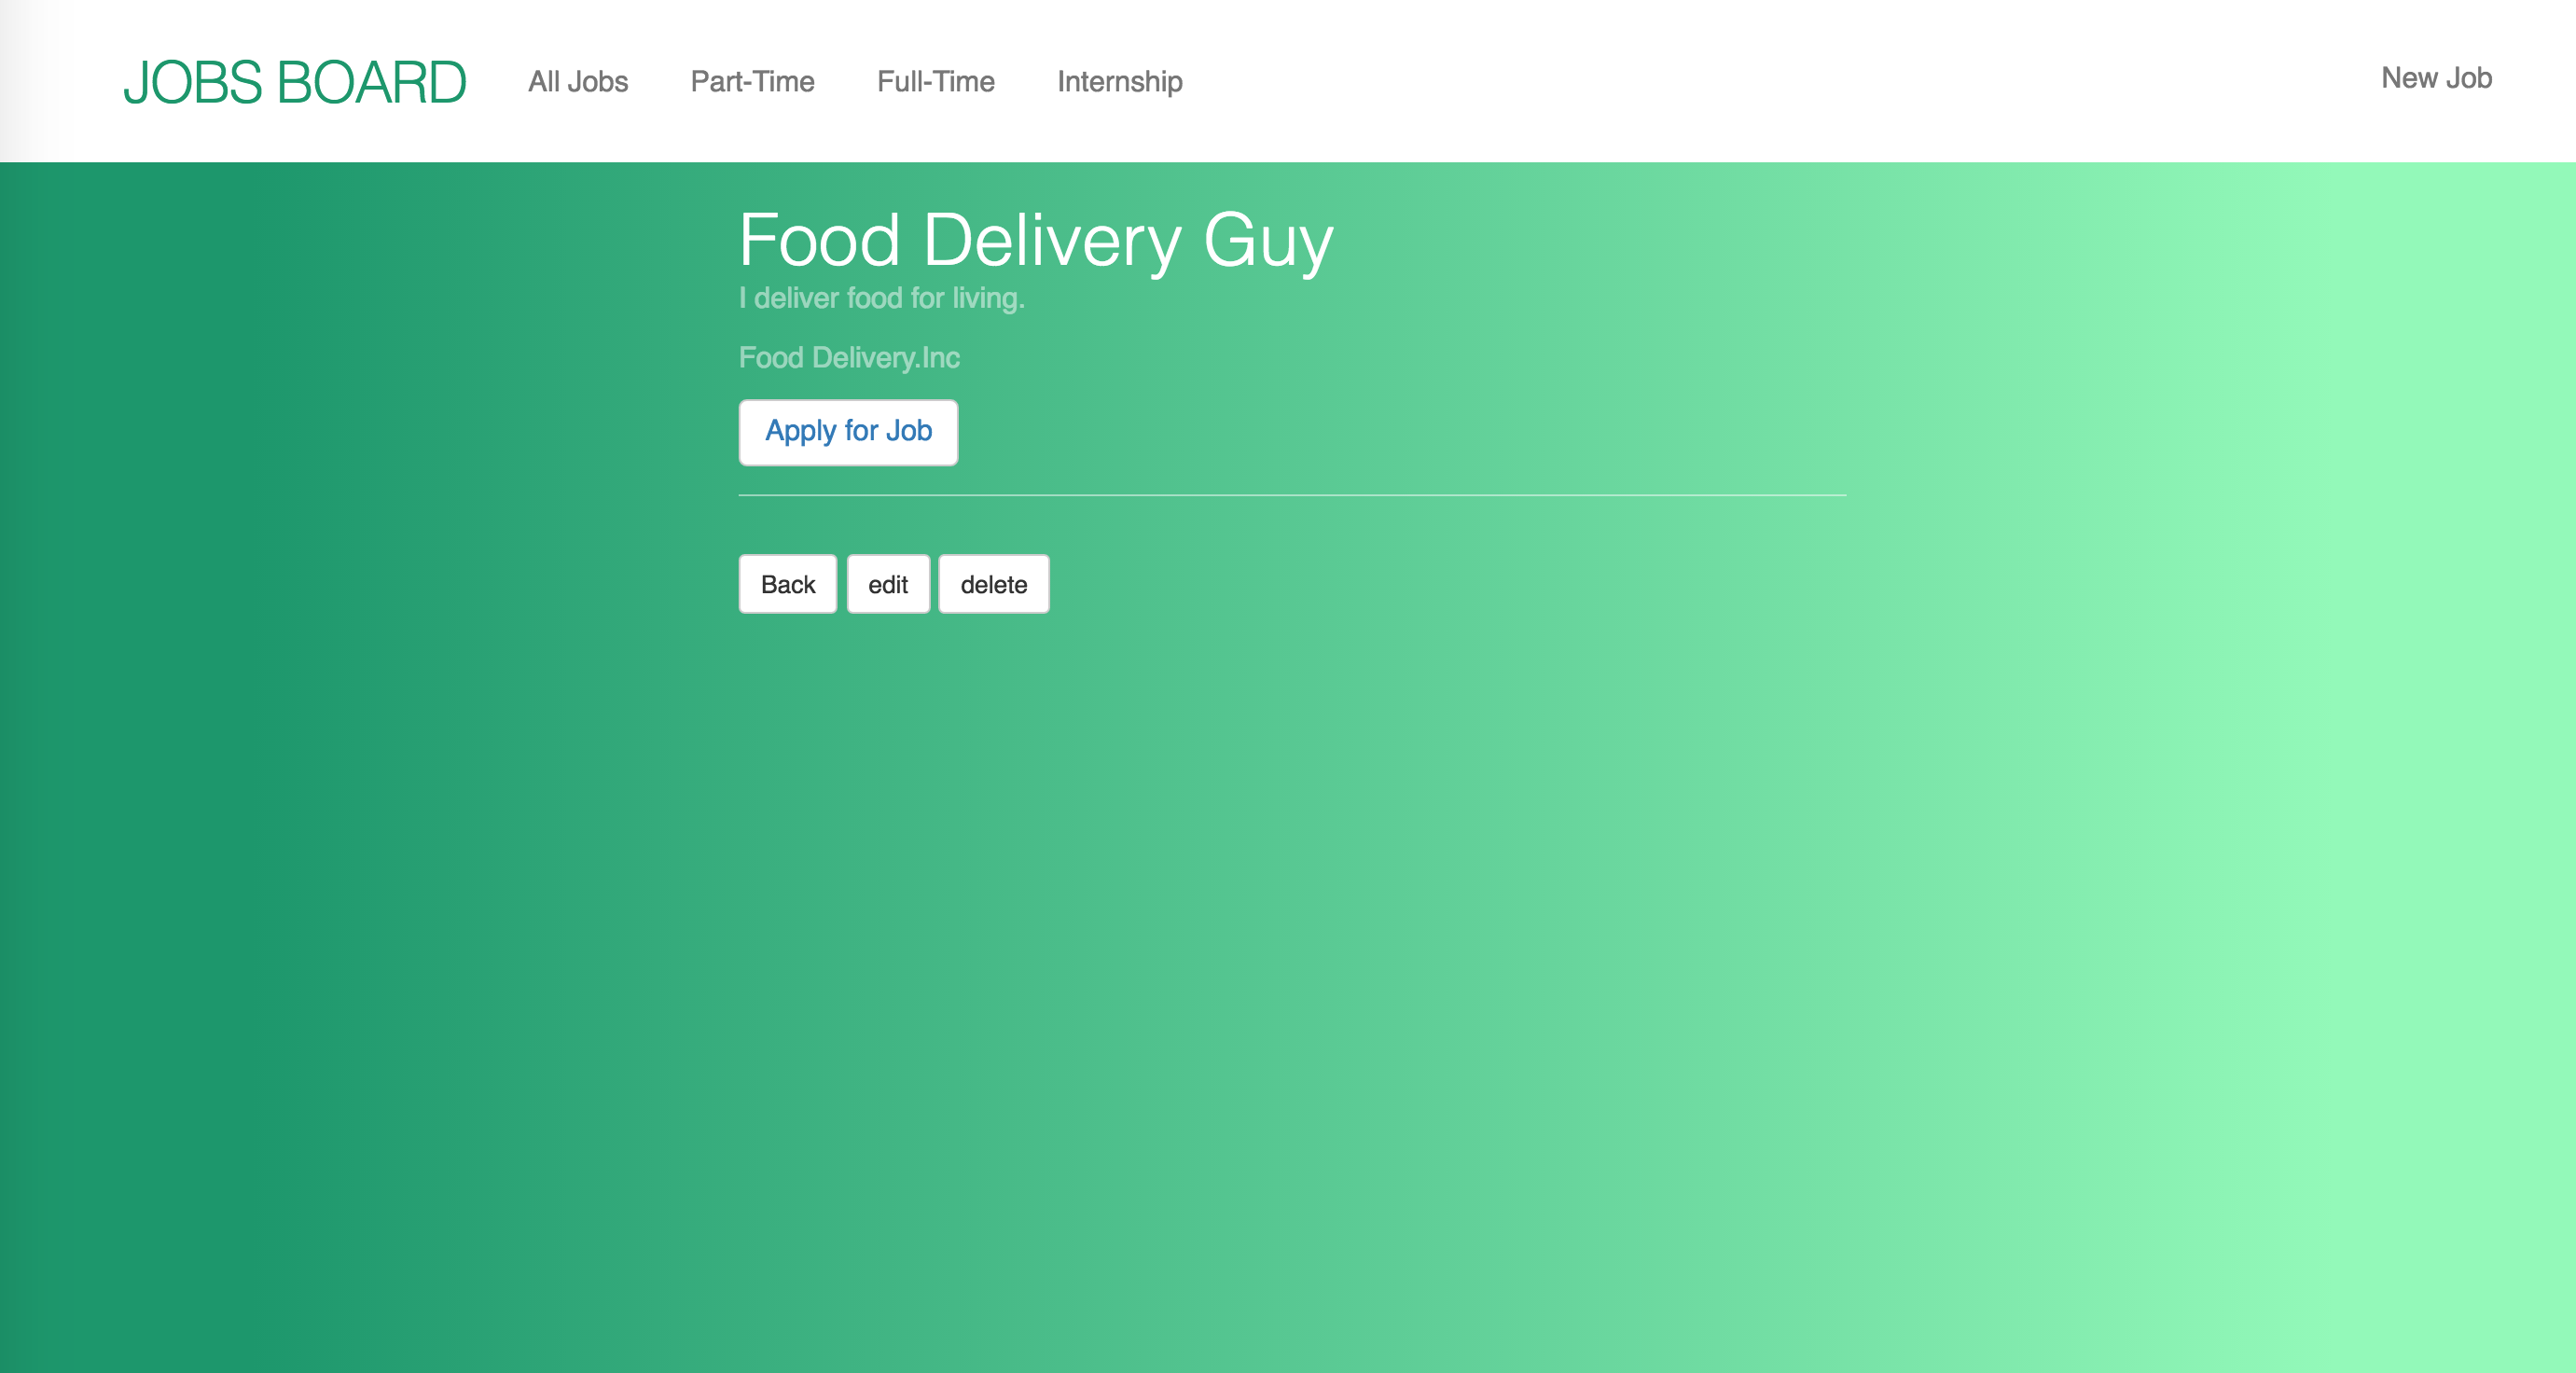 JOBS BOARD All Jobs Part-Time Full-Time Internship New Job
Food Delivery Guy
I deliver food for living.
Food Delivery.Inc
Apply for Job
Back edit delete